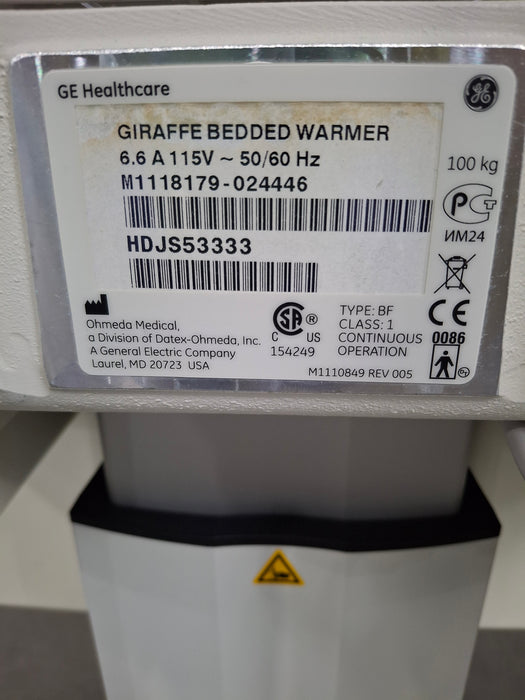 GE Healthcare
GIRAFFE BEDDED WARMER
6.6 A 115V ~ 50/60 Hz
M1118179-024446
HDJS53333
100 kg
РСТ
ИМ24
Ohmeda Medical,
a Division of Datex-Ohmeda, Inc.
A General Electric Company
Laurel, MD 20723 USA
SA ®
C US
154249
TYPE: BF
CLASS: 1
CONTINUOUS
OPERATION
CE
0086
M1110849 REV 005